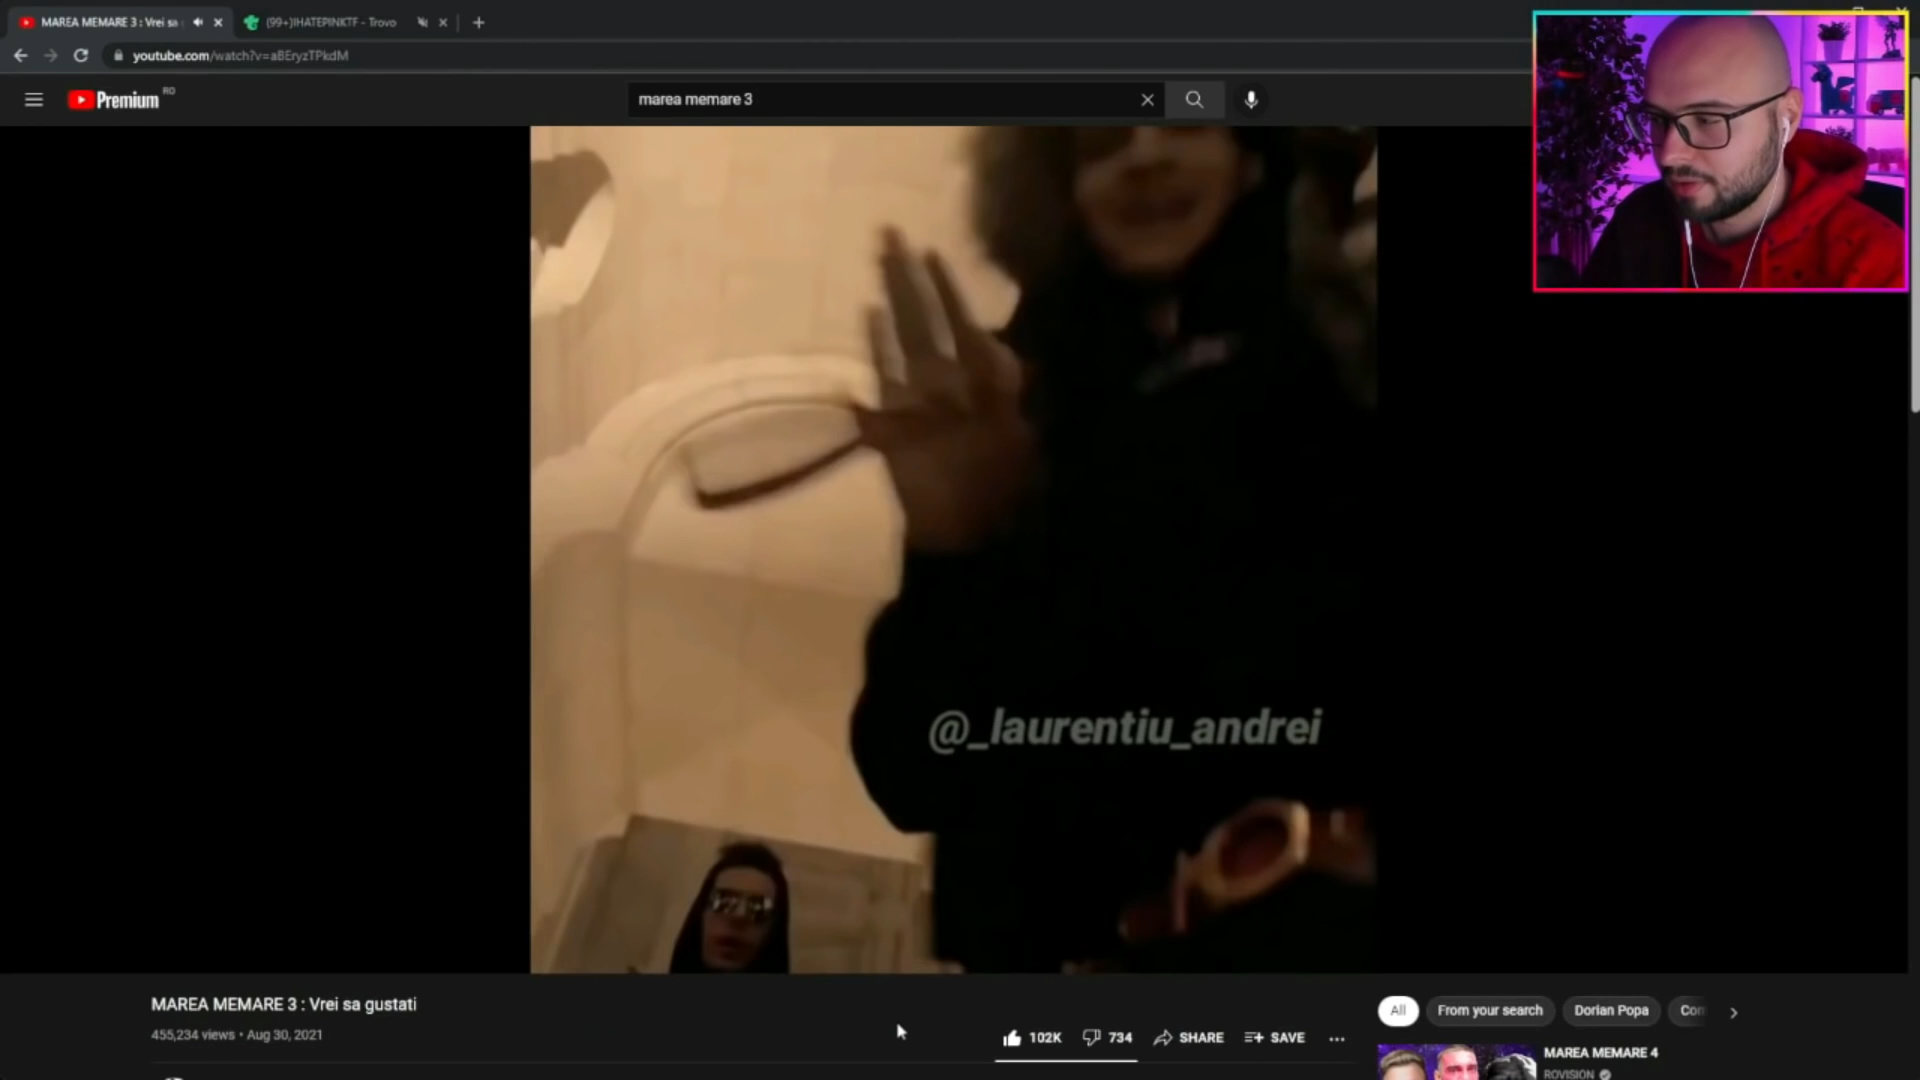 MAREA MEMARE 3 : Vrei sa
(99+)IHATEPINKTF - Trovo
youtube.com/watch?v=aBEryzTPkdM
Premium RO
marea memare 3
@_laurentiu_andrei
MAREA MEMARE 3 : Vrei sa gustati
455,234 views • Aug 30, 2021
102K
734
SHARE
SAVE
All
From your search
Dorian Popa
MAREA MEMARE 4
ROVISION